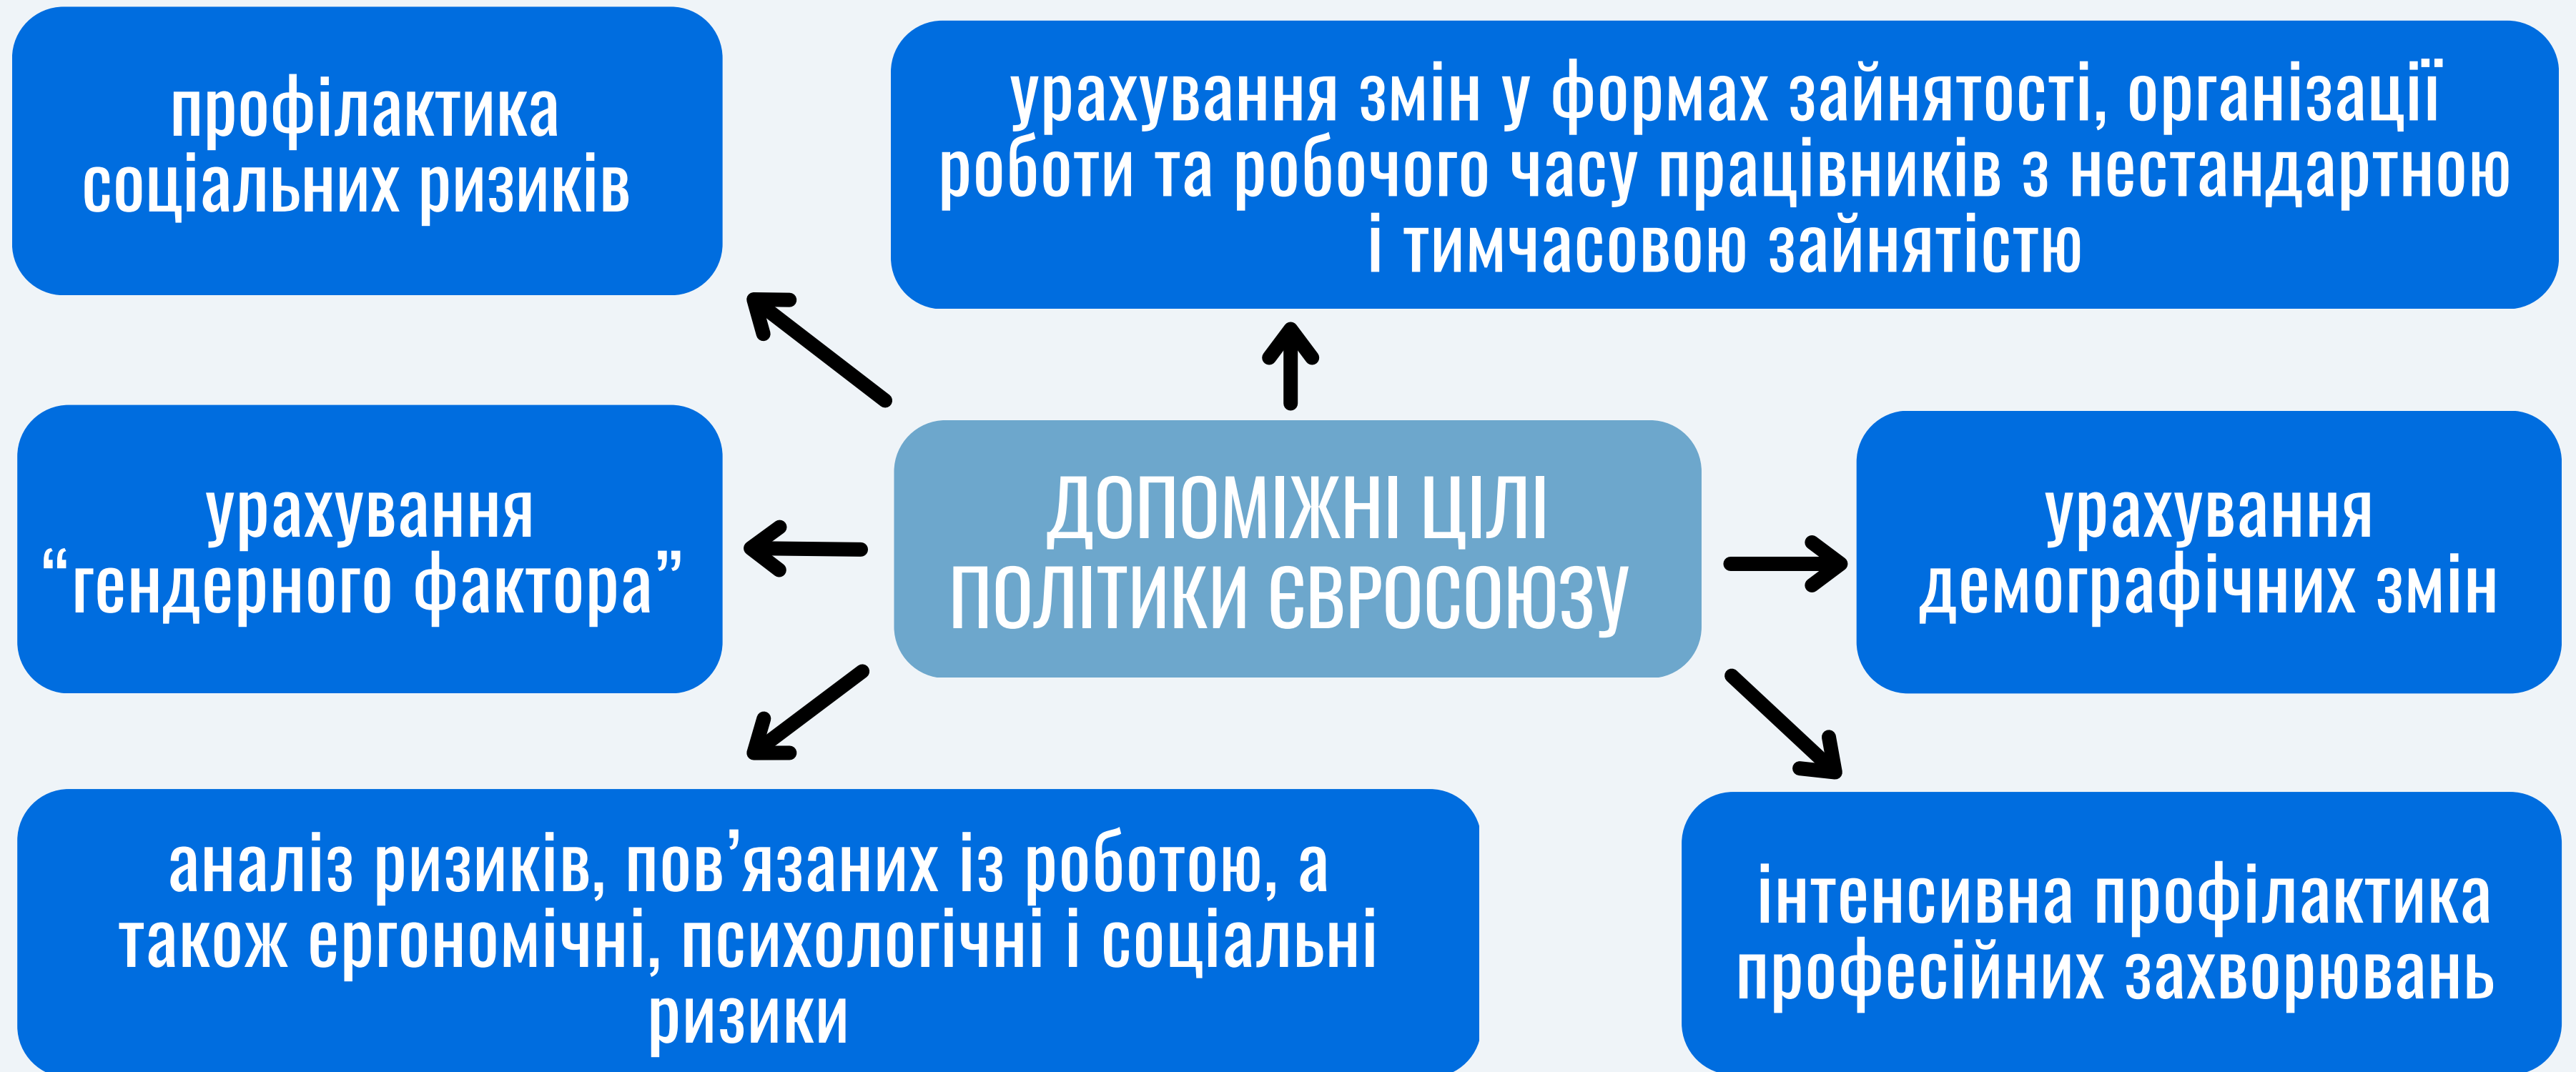 профілактика
соціальних ризиків
урахування змін у формах зайнятості, організації
роботи та робочого часу працівників з нестандартною
і тимчасовою зайнятістю
урахування
“гендерного фактора”
ДОПОМІЖНІ ЦІЛІ
ПОЛІТИКИ ЄВРОСОЮЗУ
урахування
демографічних змін
аналіз ризиків, пов’язаних із роботою, а
також ергономічні, психологічні і соціальні
ризики
інтенсивна профілактика
професійних захворювань